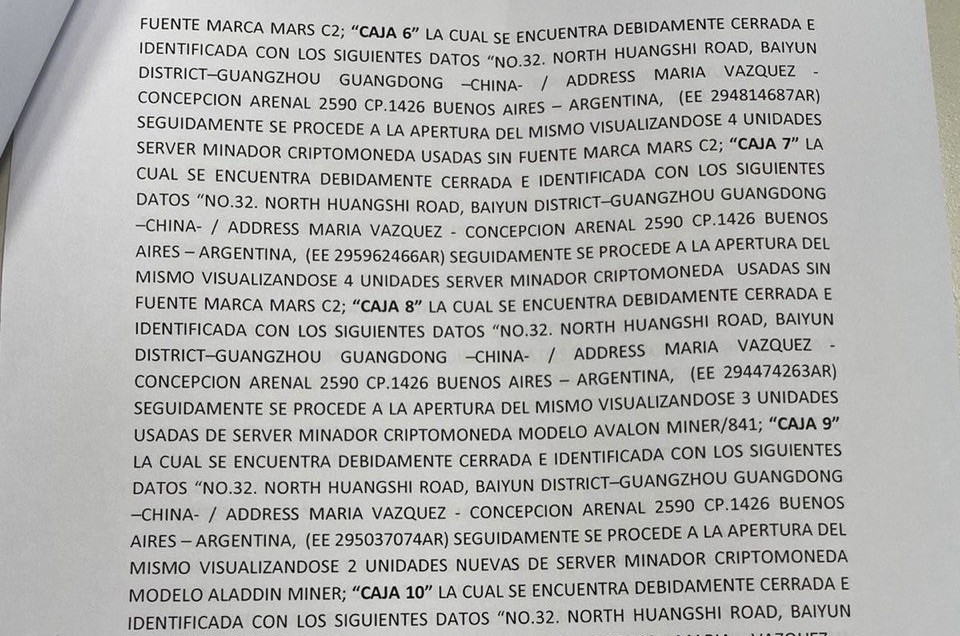 FUENTE MARCA MARS C2; “CAJA 6” LA CUAL SE ENCUENTRA DEBIDAMENTE CERRADA E
IDENTIFICADA CON LOS SIGUIENTES DATOS “NO.32. NORTH HUANGSHI ROAD, BAIYUN
DISTRICT–GUANGZHOU GUANGDONG –CHINA- / ADDRESS MARIA VAZQUEZ -
CONCEPCION ARENAL 2590 CP.1426 BUENOS AIRES – ARGENTINA, (EE 294814687AR)
SEGUIDAMENTE SE PROCEDE A LA APERTURA DEL MISMO VISUALIZANDOSE 4 UNIDADES
SERVER MINADOR CRIPTOMONEDA USADAS SIN FUENTE MARCA MARS C2; “CAJA 7” LA
CUAL SE ENCUENTRA DEBIDAMENTE CERRADA E IDENTIFICADA CON LOS SIGUIENTES
DATOS “NO.32. NORTH HUANGSHI ROAD, BAIYUN DISTRICT–GUANGZHOU GUANGDONG
–CHINA- / ADDRESS MARIA VAZQUEZ - CONCEPCION ARENAL 2590 CP.1426 BUENOS
AIRES – ARGENTINA, (EE 295962466AR) SEGUIDAMENTE SE PROCEDE A LA APERTURA DEL
MISMO VISUALIZANDOSE 4 UNIDADES SERVER MINADOR CRIPTOMONEDA USADAS SIN
FUENTE MARCA MARS C2; “CAJA 8” LA CUAL SE ENCUENTRA DEBIDAMENTE CERRADA E
IDENTIFICADA CON LOS SIGUIENTES DATOS “NO.32. NORTH HUANGSHI ROAD, BAIYUN
DISTRICT–GUANGZHOU GUANGDONG –CHINA- / ADDRESS MARIA VAZQUEZ -
CONCEPCION ARENAL 2590 CP.1426 BUENOS AIRES – ARGENTINA, (EE 294474263AR)
SEGUIDAMENTE SE PROCEDE A LA APERTURA DEL MISMO VISUALIZANDOSE 3 UNIDADES
USADAS DE SERVER MINADOR CRIPTOMONEDA MODELO AVALON MINER/841; “CAJA 9”
LA CUAL SE ENCUENTRA DEBIDAMENTE CERRADA E IDENTIFICADA CON LOS SIGUIENTES
DATOS “NO.32. NORTH HUANGSHI ROAD, BAIYUN DISTRICT–GUANGZHOU GUANGDONG
–CHINA- / ADDRESS MARIA VAZQUEZ - CONCEPCION ARENAL 2590 CP.1426 BUENOS
AIRES – ARGENTINA, (EE 295037074AR) SEGUIDAMENTE SE PROCEDE A LA APERTURA DEL
MISMO VISUALIZANDOSE 2 UNIDADES NUEVAS DE SERVER MINADOR CRIPTOMONEDA
MODELO ALADDIN MINER; “CAJA 10” LA CUAL SE ENCUENTRA DEBIDAMENTE CERRADA E
IDENTIFICADA CON LOS SIGUIENTES DATOS “NO.32. NORTH HUANGSHI ROAD, BAIYUN